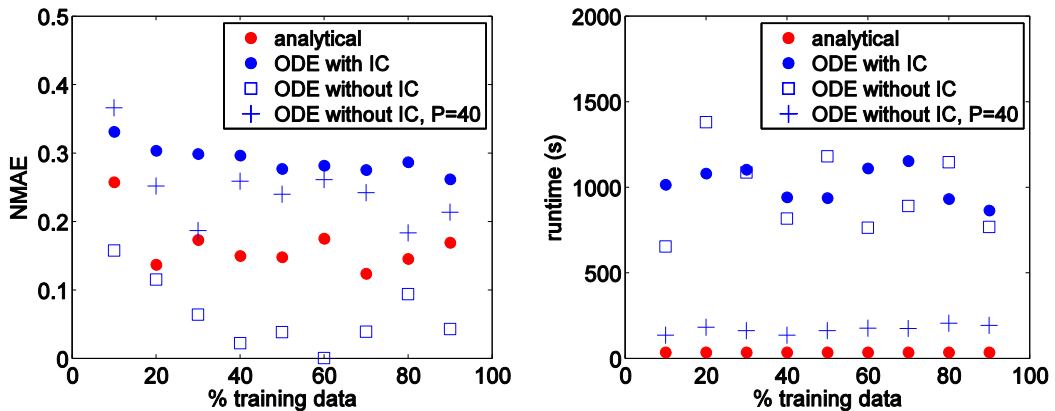 0.5
0.4
0.3
0.2
0.1
0
NMAE
0 20 40 60 80 100
% training data
analytical
ODE with IC
ODE without IC
ODE without IC, P=40
2000
1500
1000
500
0
runtime (s)
0 20 40 60 80 100
% training data
analytical
ODE with IC
ODE without IC
ODE without IC, P=40